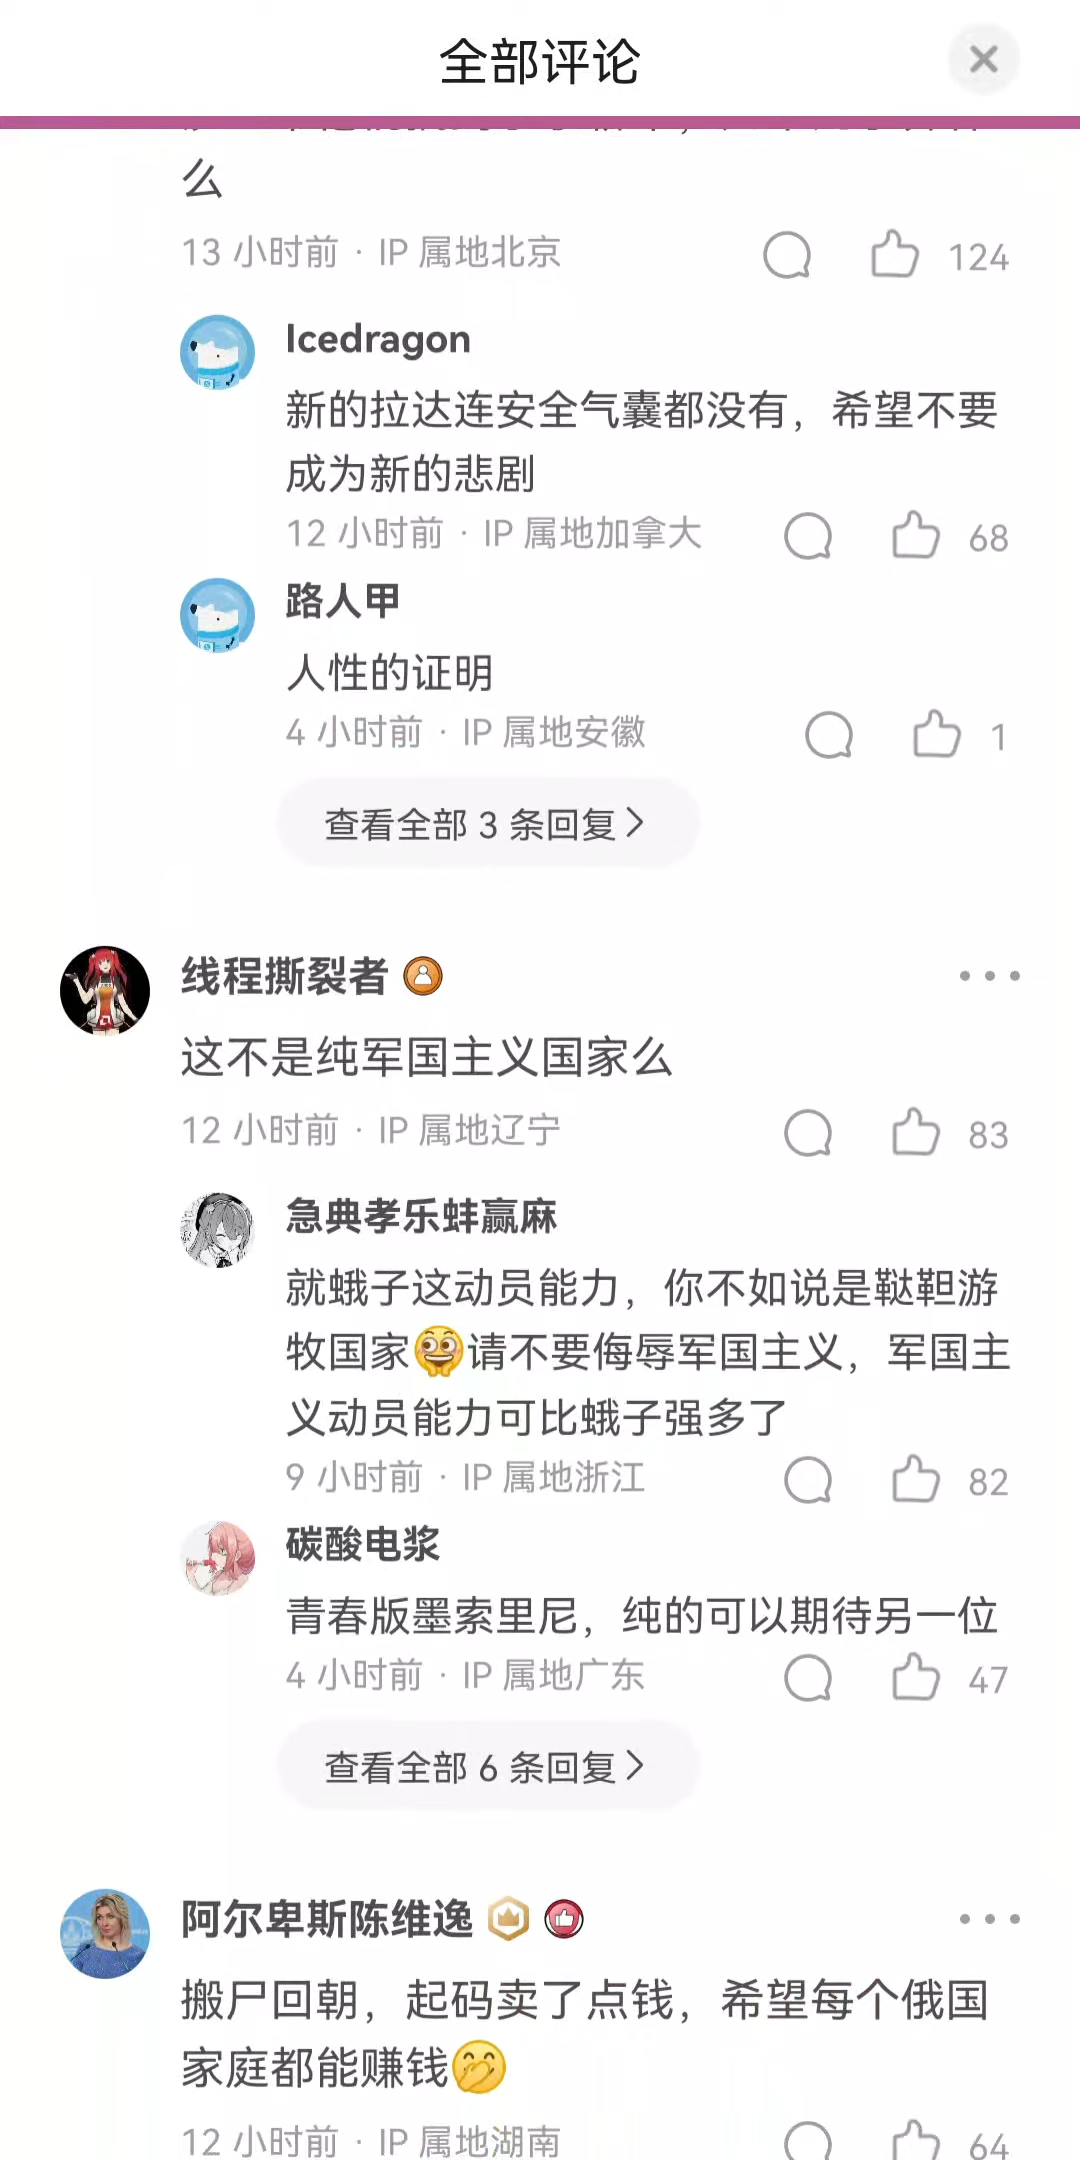 全部评论
么
13 小时前 · IP 属地北京
124
Icedragon
新的拉达连安全气囊都没有，希望不要
成为新的悲剧
12 小时前 · IP 属地加拿大
68
路人甲
人性的证明
4 小时前 · IP 属地安徽
1
查看全部 3 条回复
线程撕裂者
这不是纯军国主义国家么
12 小时前 · IP 属地辽宁
83
急典孝乐蚌赢麻
就蛾子这动员能力，你不如说是鞑靼游
牧国家🤗请不要侮辱军国主义，军国主
义动员能力可比蛾子强多了
9 小时前 · IP 属地浙江
82
碳酸电浆
青春版墨索里尼，纯的可以期待另一位
4 小时前 · IP 属地广东
47
查看全部 6 条回复
阿尔卑斯陈维逸
搬尸回朝，起码卖了点钱，希望每个俄国
家庭都能赚钱🤭
12 小时前 · IP 属地湖南
64